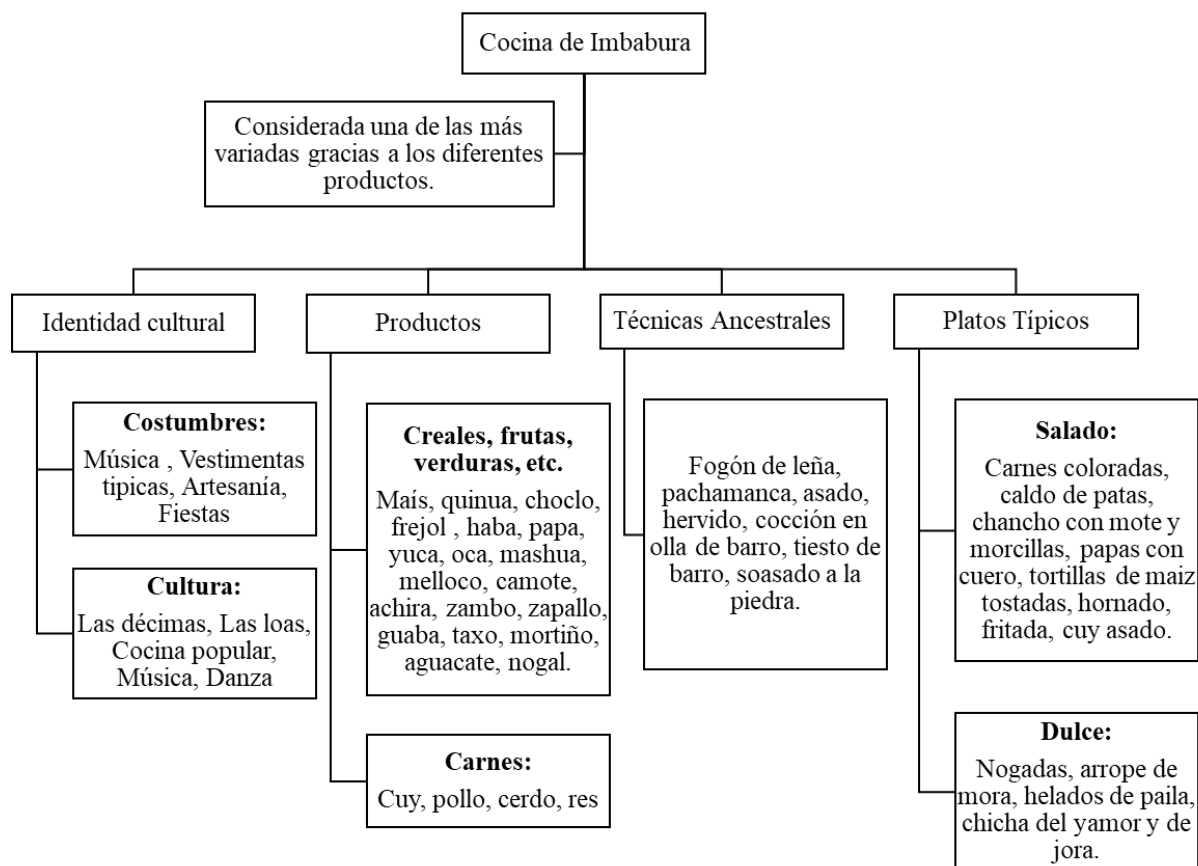 Cocina de Imbabura
Considerada una de las más
variadas gracias a los diferentes
productos.
Identidad cultural
Costumbres:
Música , Vestimentas
tipicas, Artesanía,
Fiestas
Cultura:
Las décimas, Las loas,
Cocina popular,
Música, Danza
Productos
Creales, frutas,
verduras, etc.
Maís, quinua, choclo,
frejol , haba, papa,
yuca, oca, mashua,
melloco, camote,
achira, zambo, zapallo,
guaba, taxo, mortiño,
aguacate, nogal.
Carnes:
Cuy, pollo, cerdo, res
Técnicas Ancestrales
Fogón de leña,
pachamanca, asado,
hervido, cocción en
olla de barro, tiesto de
barro, soasado a la
piedra.
Platos Típicos
Salado:
Carnes coloradas,
caldo de patas,
chancho con mote y
morcillas, papas con
cuero, tortillas de maiz
tostadas, hornado,
fritada, cuy asado.
Dulce:
Nogadas, arrope de
mora, helados de paila,
chicha del yamor y de
jora.